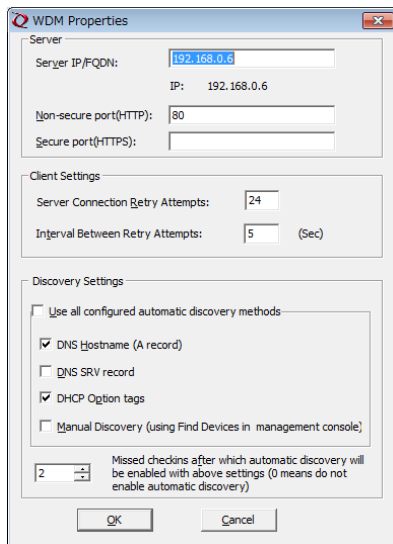 WDM Properties
Server
Server IP/FQDN:
192.168.0.6
IP: 192.168.0.6
Non-secure port(HTTP):
80
Secure port(HTTPS):
Client Settings
Server Connection Retry Attempts:
24
Interval Between Retry Attempts:
5
(Sec)
Discovery Settings
Use all configured automatic discovery methods
DNS Hostname (A record)
DNS SRV record
DHCP Option tags
Manual Discovery (using Find Devices in management console)
2
Missed checkins after which automatic discovery will
be enabled with above settings (0 means do not
enable automatic discovery)
OK
Cancel